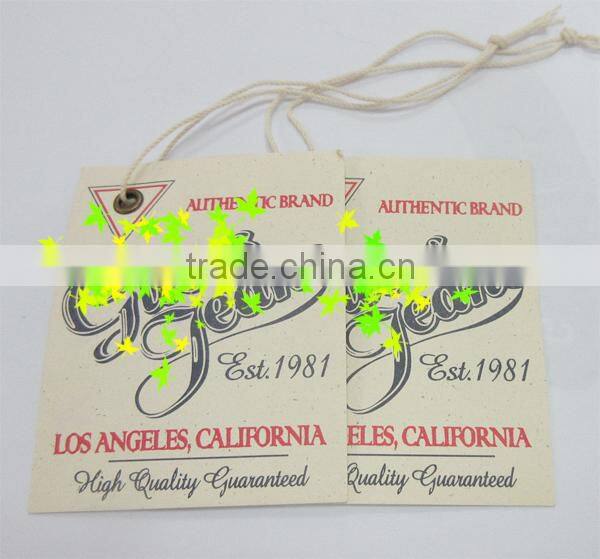 AUTHENTIC BRAND
Jeans
Est. 1981
LOS ANGELES, CALIFORNIA
High Quality Guaranteed
AUTHENTIC BRAND
Est. 1981
ELES, CALIFORNIA
Quality Guaranteed
trade.china.cn